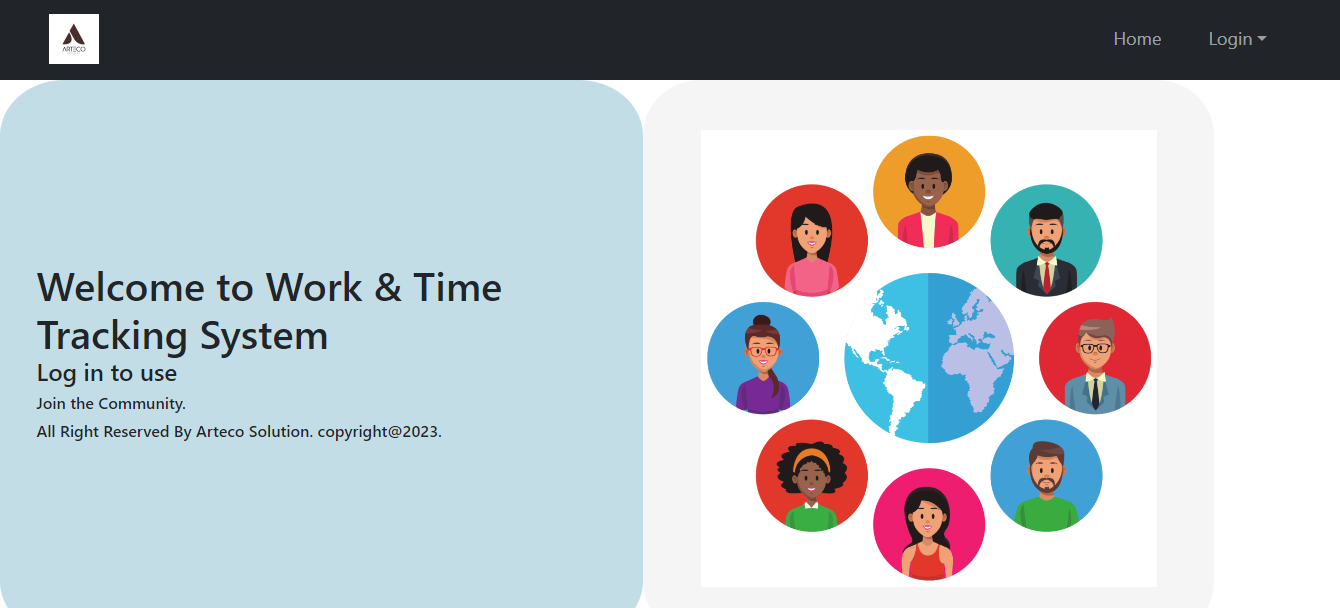 ARTECO
Home
Login
Welcome to Work & Time
Tracking System
Log in to use
Join the Community.
All Right Reserved By Arteco Solution. copyright@2023.